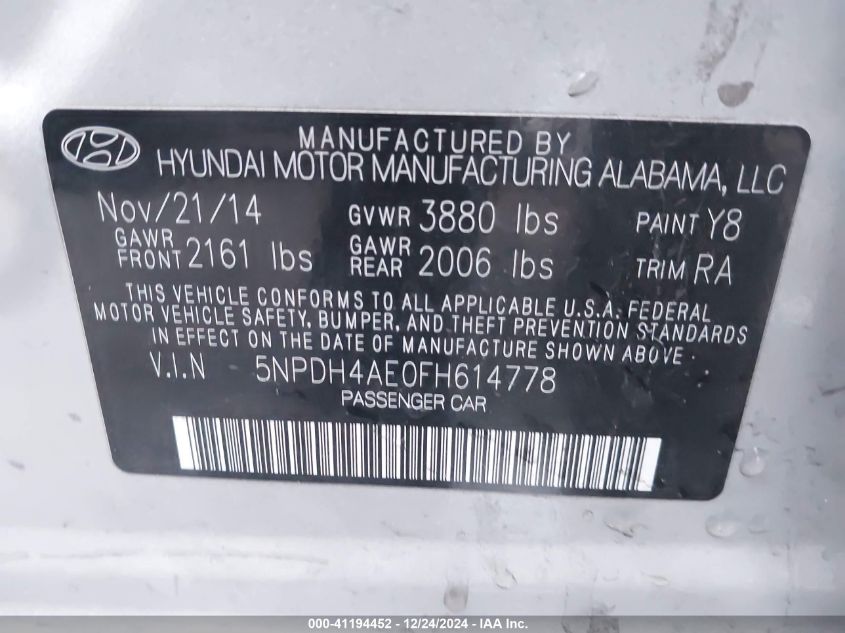 MANUFACTURED BY
HYUNDAI MOTOR MANUFACTURING ALABAMA, LLC
Nov/21/14 GVWR 3880 lbs PAINT Y8
GAWR FRONT 2161 lbs GAWR REAR 2006 lbs TRIM RA
THIS VEHICLE CONFORMS TO ALL APPLICABLE U.S.A. FEDERAL
MOTOR VEHICLE SAFETY, BUMPER, AND THEFT PREVENTION STANDARDS
IN EFFECT ON THE DATE OF MANUFACTURE SHOWN ABOVE
V.I.N 5NPDH4AE0FH614778
PASSENGER CAR
000-41194452 - 12/24/2024 - IAA Inc.